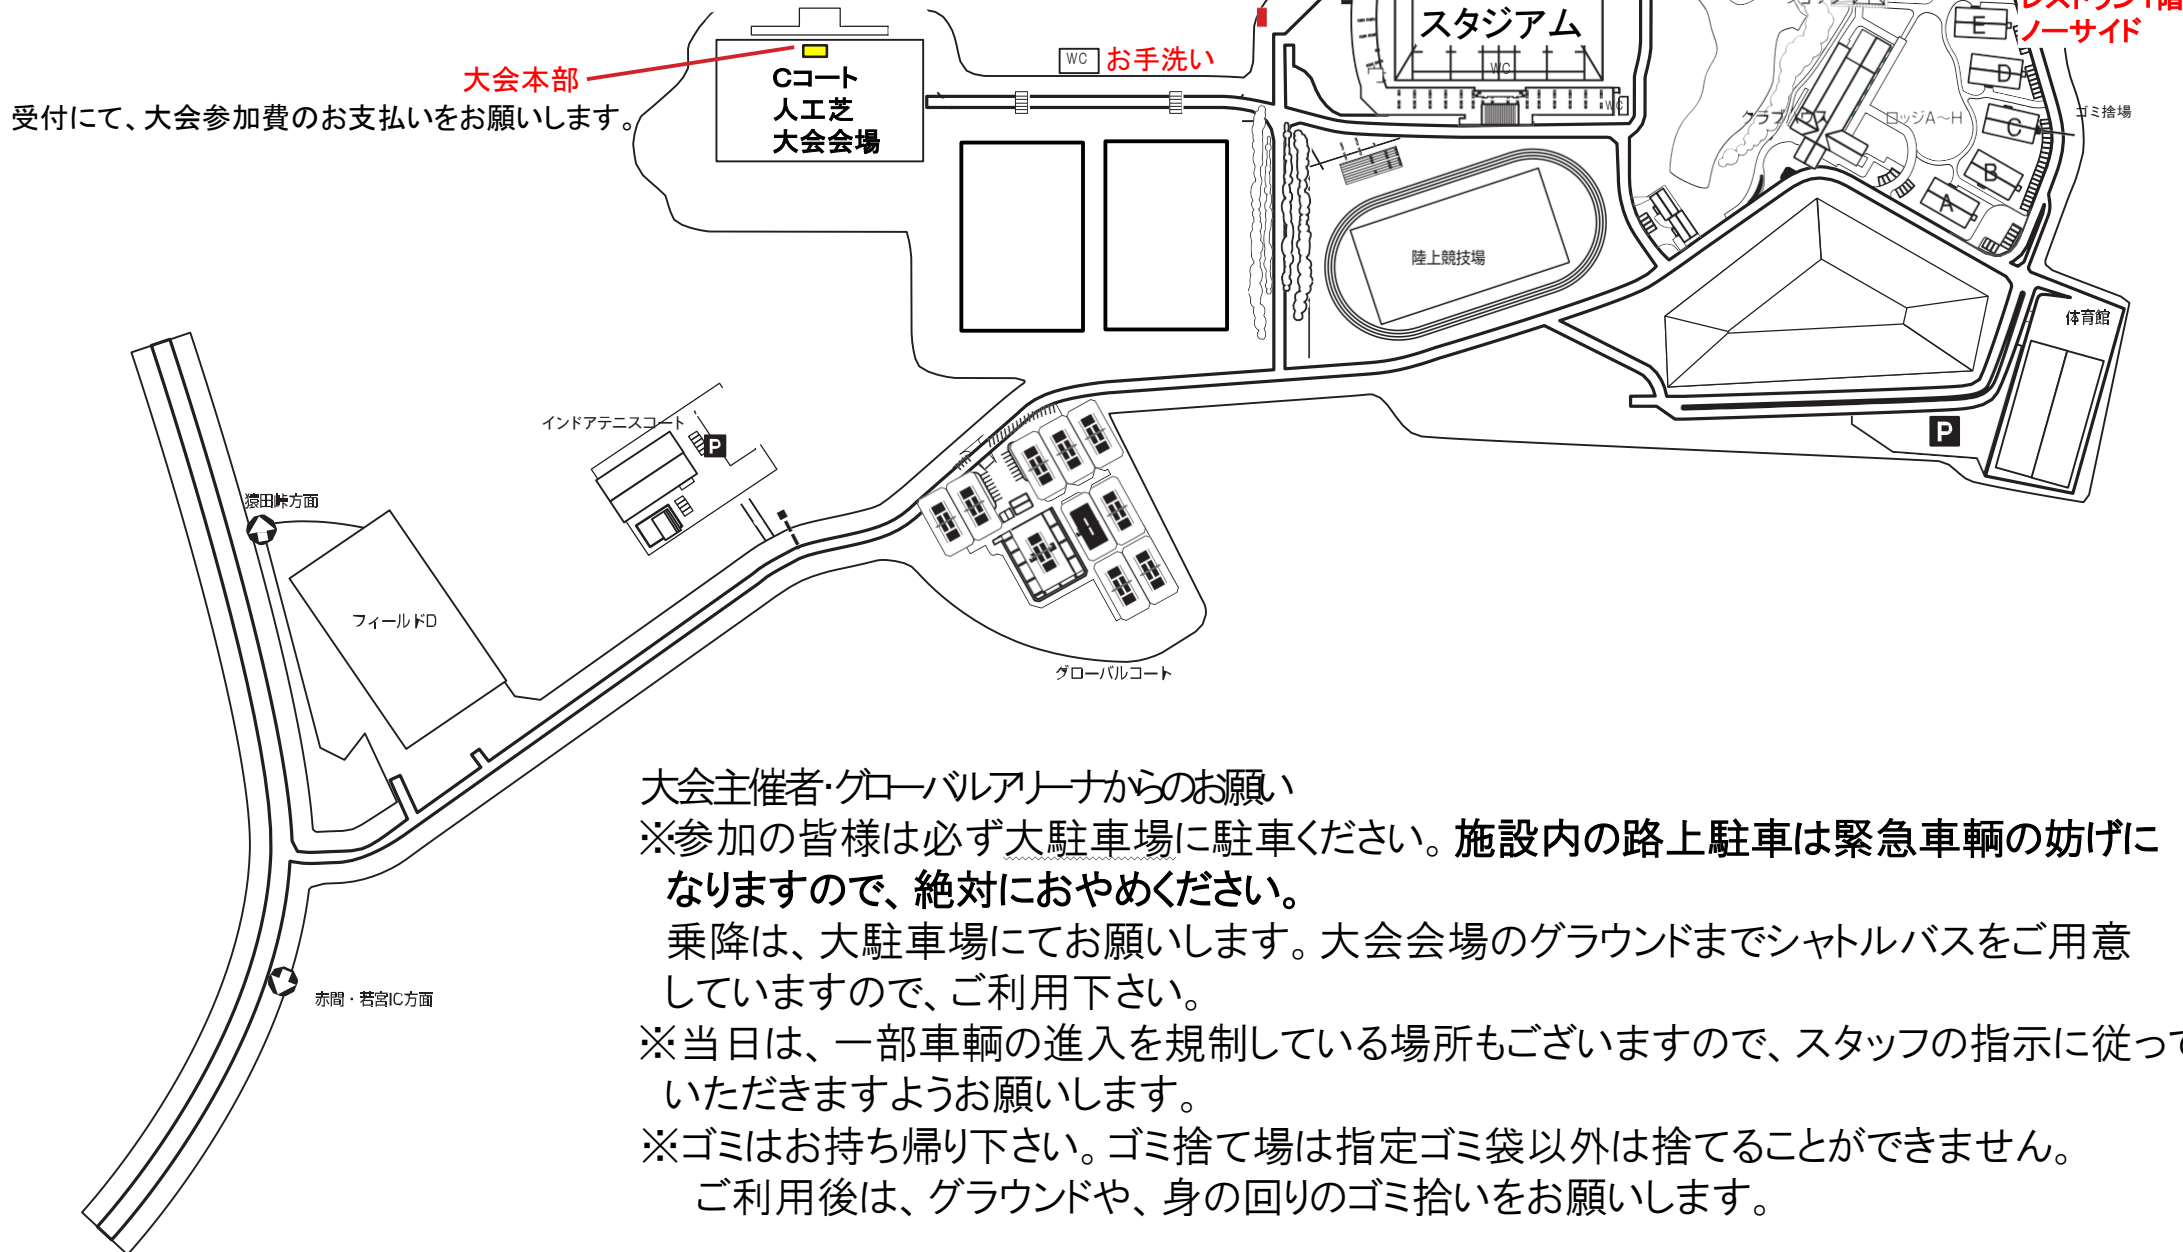 スタジアム
WC
WC
ノーサイド
E
D
C
B
A
ゴミ捨場
クラブハウス
ロッジA～H
WC お手洗い
大会本部
受付にて、大会参加費のお支払いをお願いします。
Cコート
人工芝
大会会場
陸上競技場
体育館
P
インドアテニスコート
P
猿田峠方面
フィールドD
グローバルコート
赤間・若宮IC方面
大会主催者・グローバルアリーナからのお願い
※参加の皆様は必ず大駐車場に駐車ください。施設内の路上駐車は緊急車輌の妨げに
なりますので、絶対におやめください。
乗降は、大駐車場にてお願いします。大会会場のグラウンドまでシャトルバスをご用意
していますので、ご利用下さい。
※当日は、一部車輌の進入を規制している場所もございますので、スタッフの指示に従って
いただきますようお願いします。
※ゴミはお持ち帰り下さい。ゴミ捨て場は指定ゴミ袋以外は捨てることができません。
ご利用後は、グラウンドや、身の回りのゴミ拾いをお願いします。